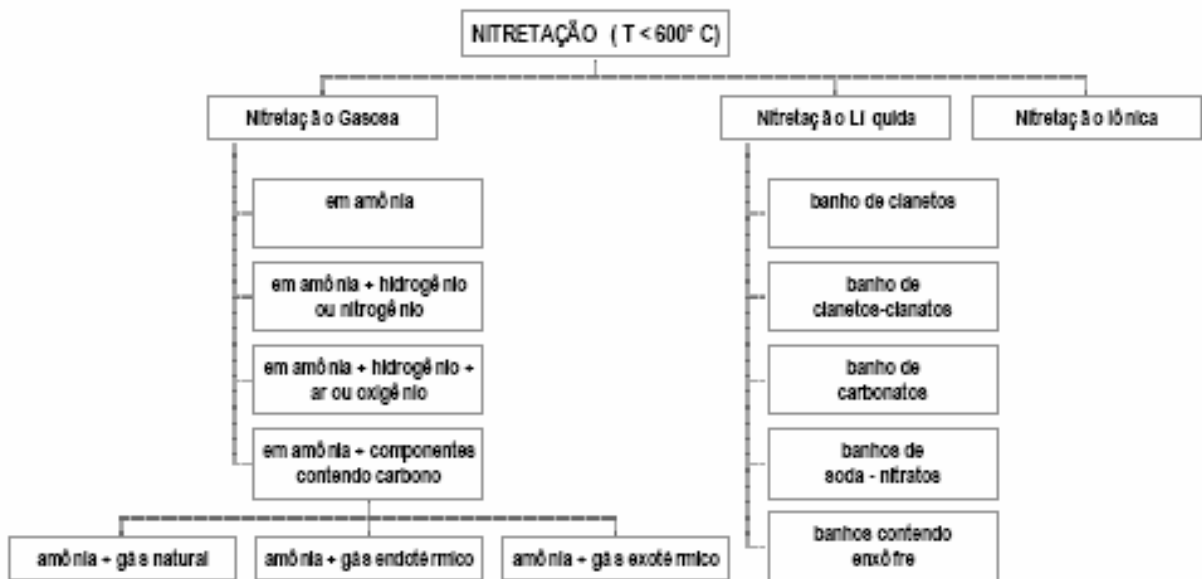 NITRETAÇÃO ( T < 600° C)
Nitretação Gasosa
Nitretação Líquida
Nitretação Iônica
em amônia
em amônia + hidrogênio
ou nitrogênio
em amônia + hidrogênio +
ar ou oxigênio
em amônia + componentes
contendo carbono
amônia + gás natural
amônia + gás endotérmico
amônia + gás exotérmico
banho de cianetos
banho de
cianetos-cianatos
banho de
carbonatos
banhos de
soda - nitratos
banhos contendo
enxôfre